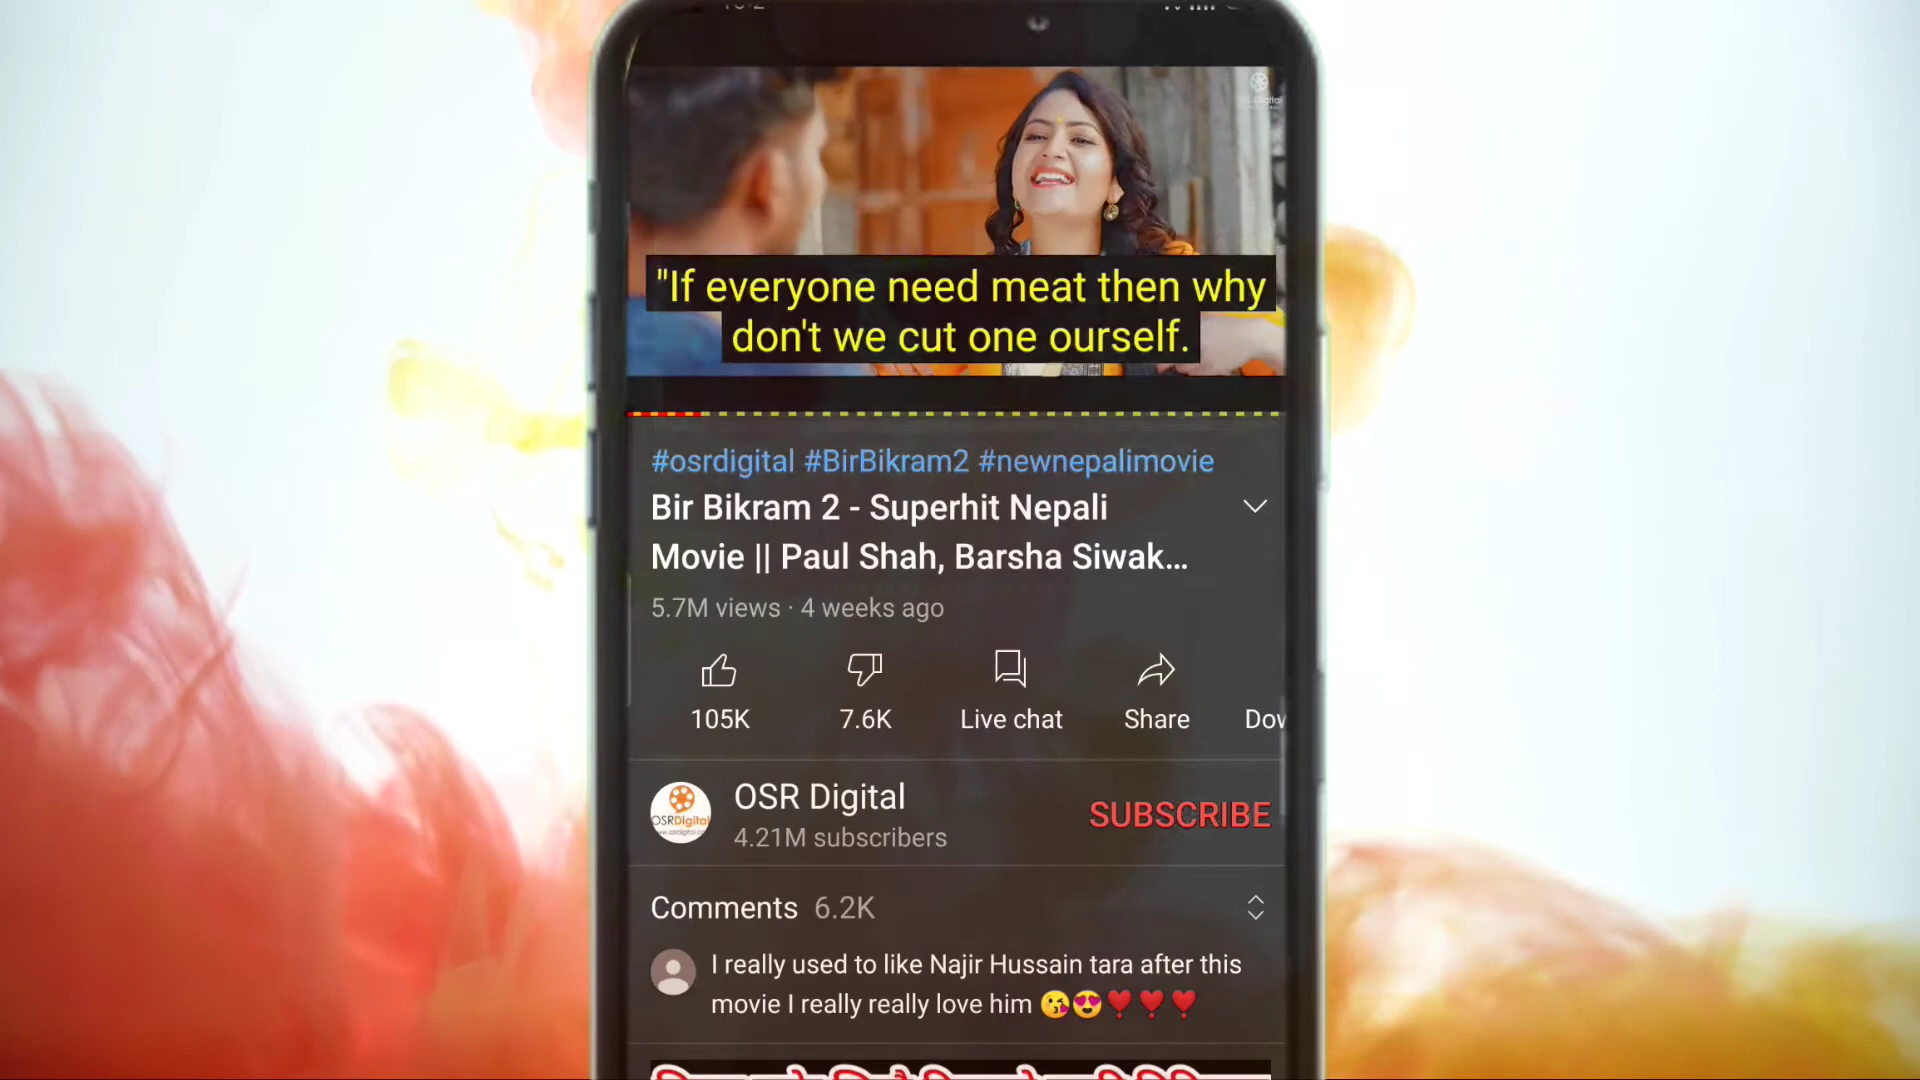 "If everyone need meat then why
don't we cut one ourself.
#osrdigital #BirBikram2 #newnepalimovie
Bir Bikram 2 - Superhit Nepali
Movie || Paul Shah, Barsha Siwak...
5.7M views · 4 weeks ago
105K
7.6K
Live chat
Share
Dow
OSRDigital
OSR Digital
4.21M subscribers
SUBSCRIBE
Comments 6.2K
I really used to like Najir Hussain tara after this
movie I really really love him 😘😍❣️❣️❣️